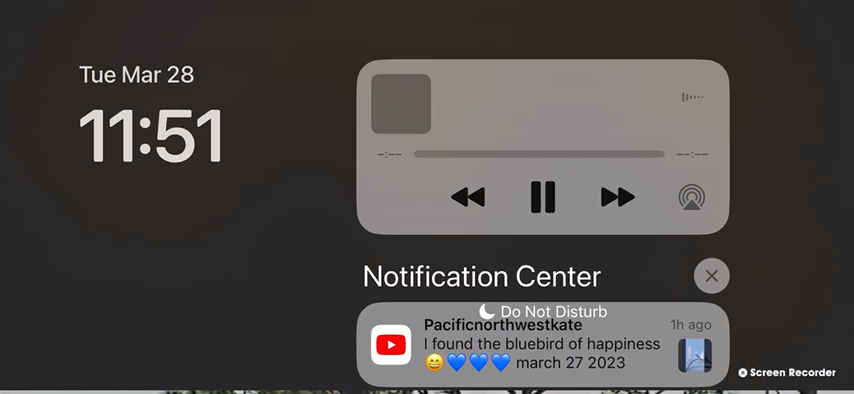 Tue Mar 28
11:51
-:--
--:--
Notification Center
Do Not Disturb
Pacificnorthwestkate
1h ago
I found the bluebird of happiness
😄💙💙💙 march 27 2023
Screen Recorder